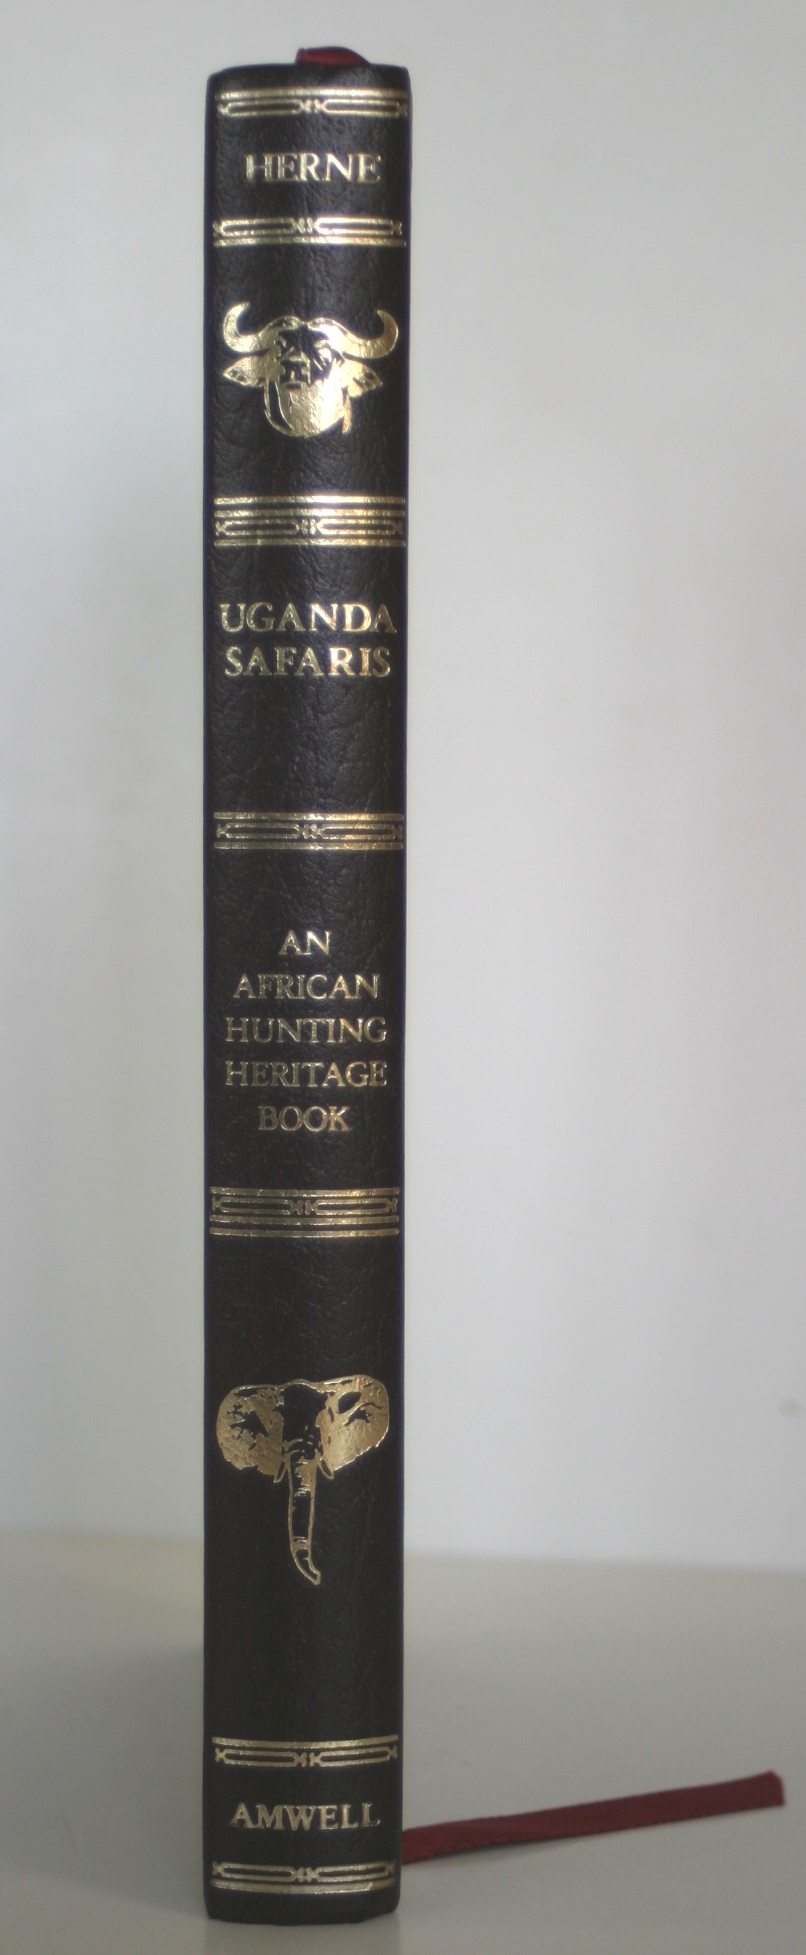 HERNE
UGANDA
SAFARIS
AN
AFRICAN
HUNTING
HERITAGE
BOOK
AMWELL